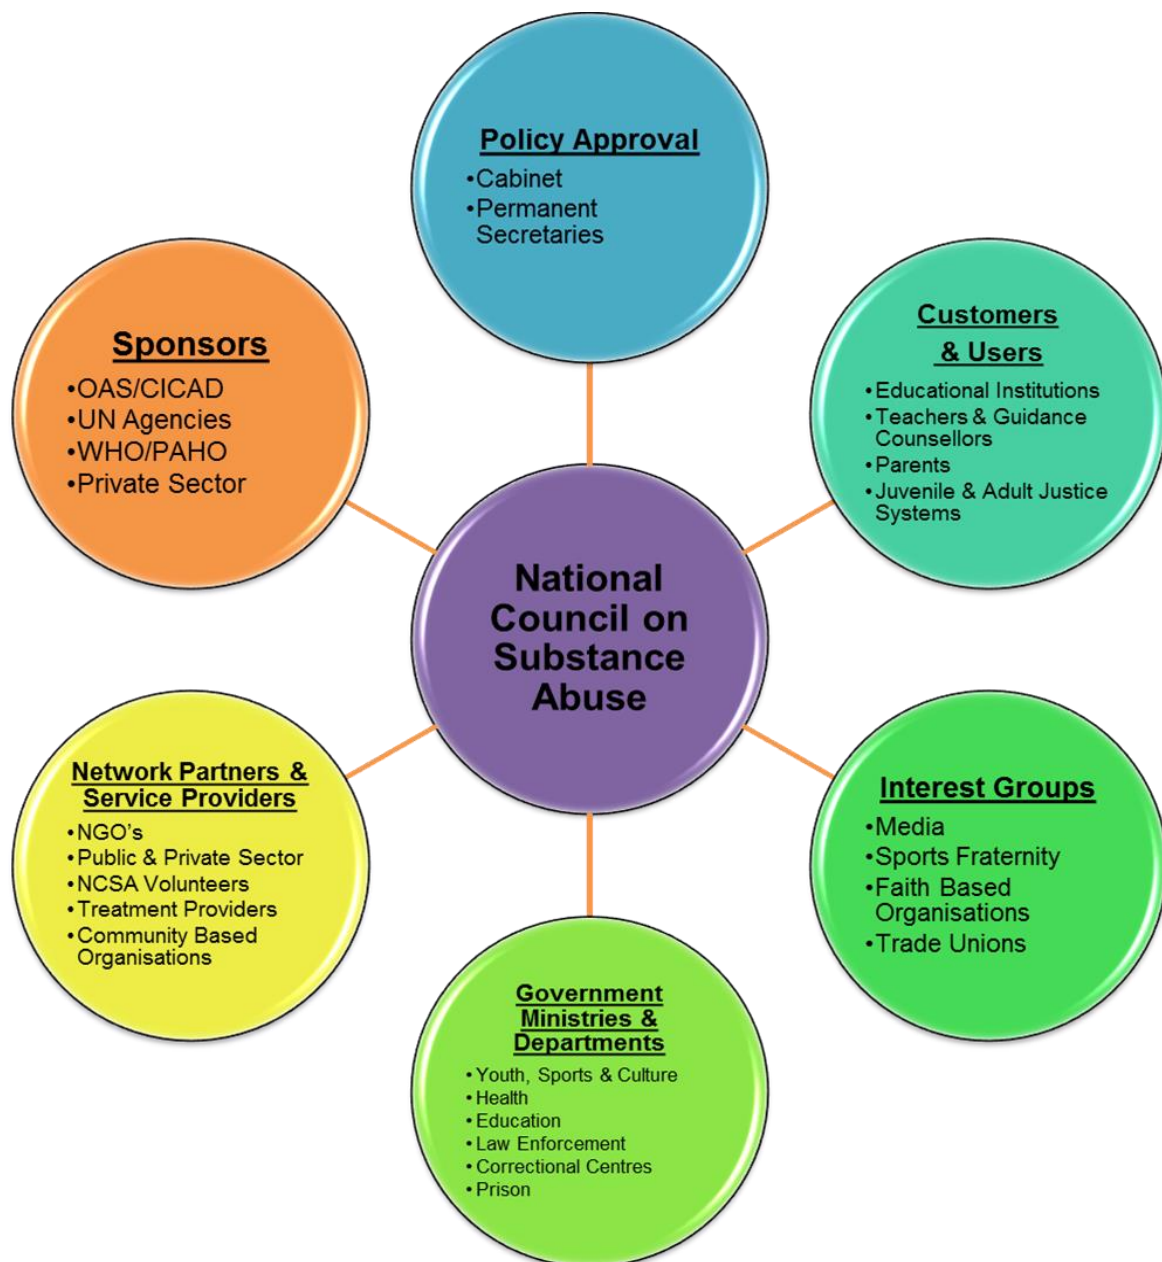 Policy Approval
•Cabinet
•Permanent
Secretaries
Sponsors
•OAS/CICAD
•UN Agencies
•WHO/PAHO
•Private Sector
Customers
& Users
•Educational Institutions
•Teachers & Guidance
Counsellors
•Parents
•Juvenile & Adult Justice
Systems
National
Council on
Substance
Abuse
Network Partners &
Service Providers
•NGO’s
•Public & Private Sector
•NCSA Volunteers
•Treatment Providers
•Community Based
Organisations
Interest Groups
•Media
•Sports Fraternity
•Faith Based
Organisations
•Trade Unions
Government
Ministries &
Departments
•Youth, Sports & Culture
•Health
•Education
•Law Enforcement
•Correctional Centres
•Prison